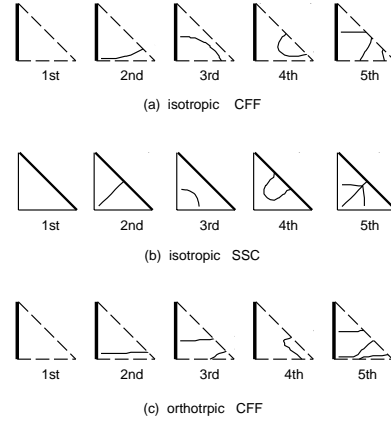 1st 2nd 3rd 4th 5th
(a) isotropic CFF
1st 2nd 3rd 4th 5th
(b) isotropic SSC
1st 2nd 3rd 4th 5th
(c) orthotrpic CFF